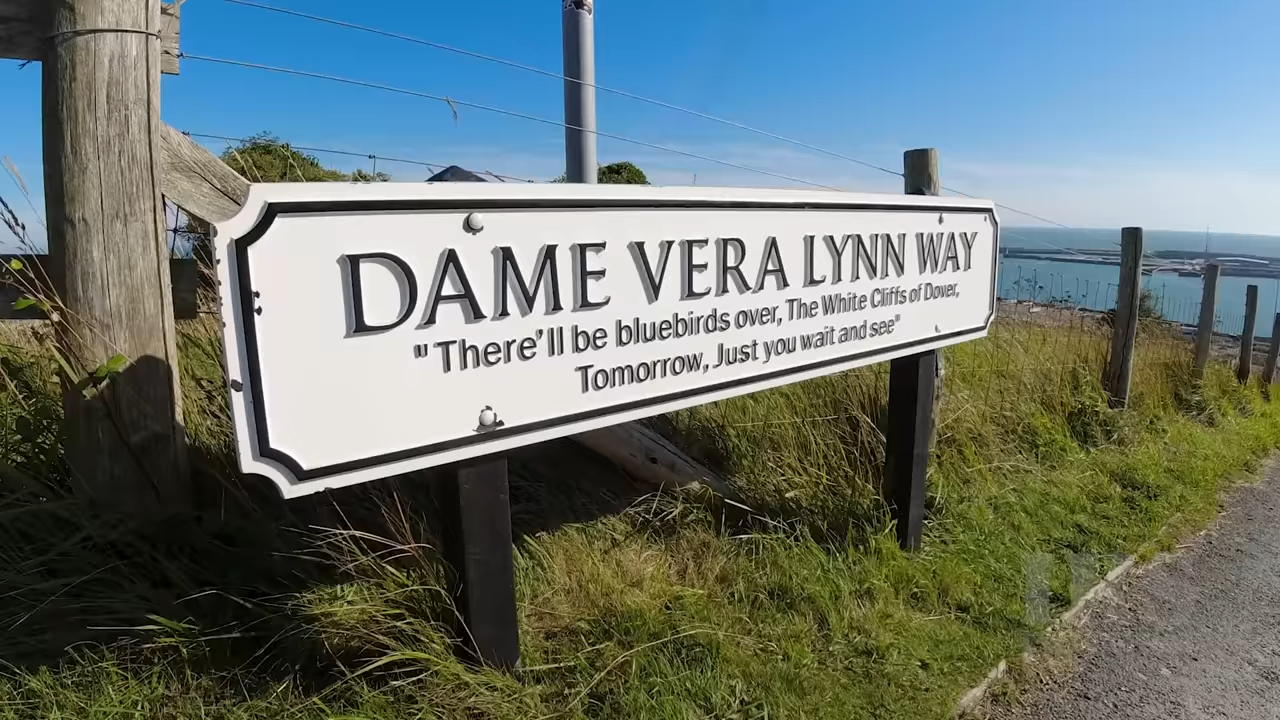 DAME VERA LYNN WAY
"There'll be bluebirds over, The White Cliffs of Dover,
Tomorrow, Just you wait and see"